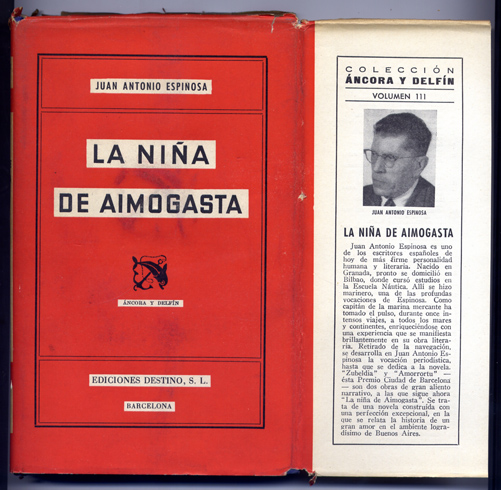 JUAN ANTONIO ESPINOSA
LA NIÑA
DE AIMOGASTA
ÁNCORA Y DELFÍN
EDICIONES DESTINO, S. L.
BARCELONA
COLECCIÓN
ÁNCORA Y DELFÍN
VOLUMEN 111
JUAN ANTONIO ESPINOSA
LA NIÑA DE AIMOGASTA
Juan Antonio Espinosa es uno
de los escritores españoles de
hoy de más firme personalidad
humana y literaria. Nacido en
Granada, pronto se domicilió en
Bilbao, donde cursó estudios en
la Escuela Náutica. Allí se hizo
marinero, una de las profundas
vocaciones de Espinosa. Como
capitán de la marina mercante ha
tomado el pulso, durante once in-
tensos viajes, a todos los mares
y continentes, enriqueciéndose con
una experiencia que se manifiesta
brillantemente en su obra litera-
ria. Retirado de la navegación,
se desarrolla en Juan Antonio Es-
pinosa la vocación periodística,
hasta que se dedica a la novela.
"Zubeldía" y "Amorrortu" —
ésta Premio Ciudad de Barcelona
— son dos obras de gran aliento
narrativo, a las que sigue ahora
"La niña de Aimogasta". Se tra-
ta de una novela construída con
una perfección excepcional, en la
que se relata la historia de un
gran amor en el ambiente logra-
dísimo de Buenos Aires.